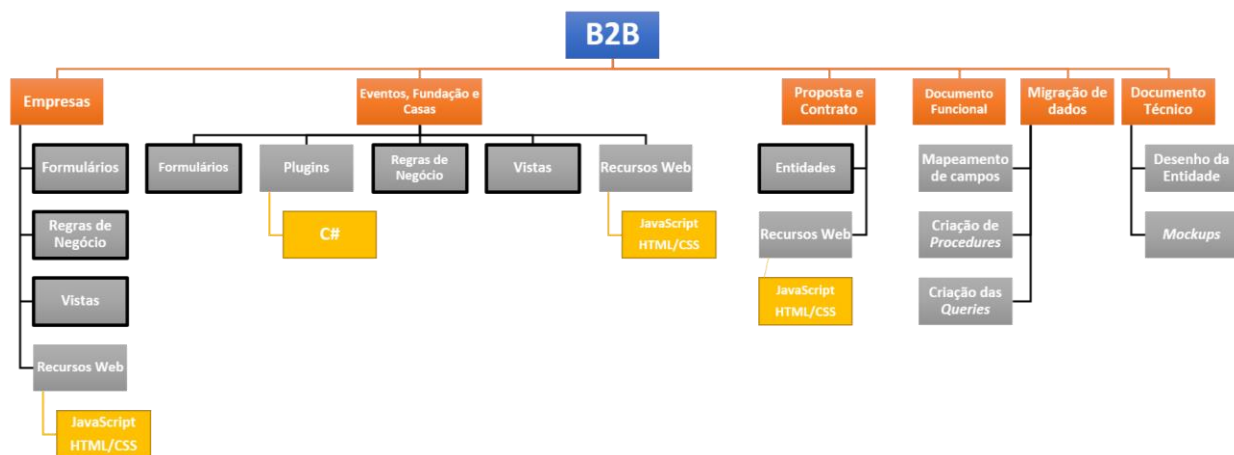 B2B
Empresas
Eventos, Fundação e
Casas
Proposta e
Contrato
Documento
Funcional
Migração de
dados
Documento
Técnico
Formulários
Regras de
Negócio
Vistas
Recursos Web
JavaScript
HTML/CSS
Formulários
Plugins
C#
Regras de
Negócio
Vistas
Recursos Web
JavaScript
HTML/CSS
Entidades
Recursos Web
JavaScript
HTML/CSS
Mapeamento
de campos
Criação de
Procedures
Criação das
Queries
Desenho da
Entidade
Mockups